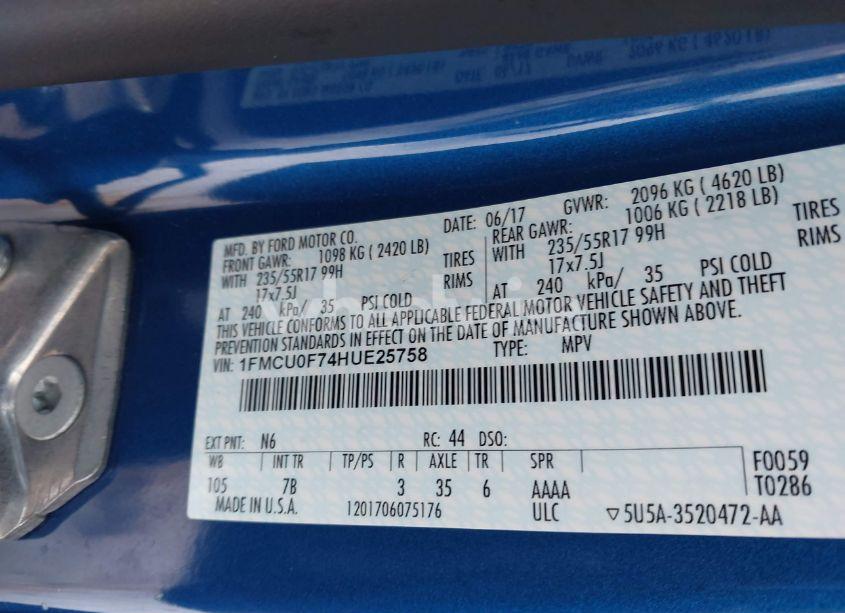 MFD. BY FORD MOTOR CO. DATE: 06/17 GVWR: 2096 KG ( 4620 LB)
FRONT GAWR: 1098 KG ( 2420 LB) REAR GAWR: 1006 KG ( 2218 LB)
WITH 235/55R17 99H TIRES WITH 235/55R17 99H TIRES
17x7.5J RIMS 17x7.5J RIMS
AT 240 kPa/ 35 PSI COLD AT 240 kPa/ 35 PSI COLD
THIS VEHICLE CONFORMS TO ALL APPLICABLE FEDERAL MOTOR VEHICLE SAFETY AND THEFT
PREVENTION STANDARDS IN EFFECT ON THE DATE OF MANUFACTURE SHOWN ABOVE.
VIN: 1FMCU0F74HUE25758 TYPE: MPV
EXT PNT: N6 RC: 44 DSO:
WB INT TR TP/PS R AXLE TR SPR F0059
105 7B 3 35 6 AAAA T0286
MADE IN U.S.A. 1201706075176 ULC ▽5U5A-3520472-AA